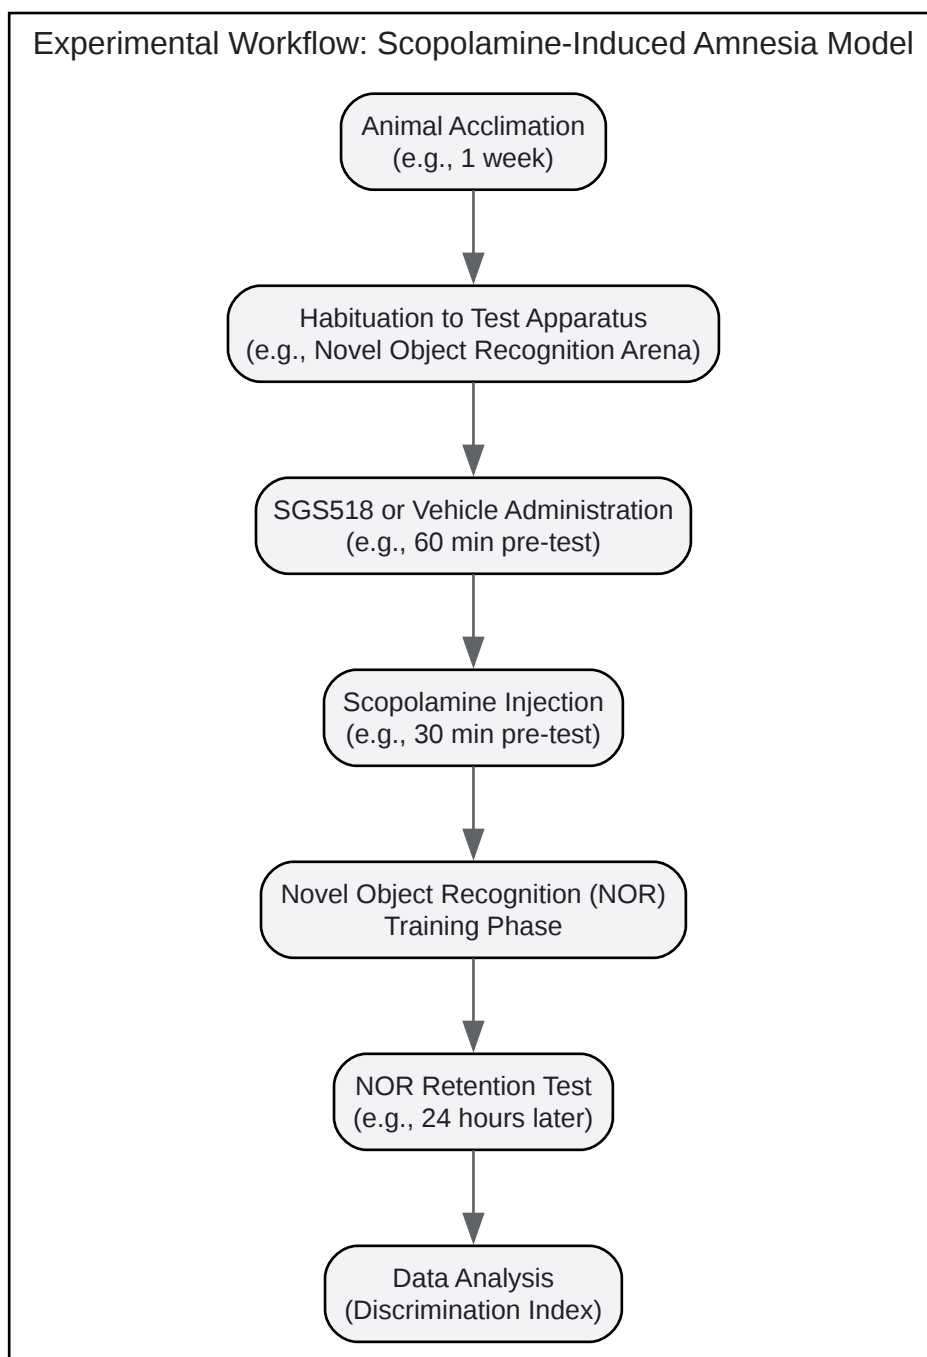 Experimental Workflow: Scopolamine-Induced Amnesia Model
Animal Acclimation
(e.g., 1 week)
Habituation to Test Apparatus
(e.g., Novel Object Recognition Arena)
SGS518 or Vehicle Administration
(e.g., 60 min pre-test)
Scopolamine Injection
(e.g., 30 min pre-test)
Novel Object Recognition (NOR)
Training Phase
NOR Retention Test
(e.g., 24 hours later)
Data Analysis
(Discrimination Index)